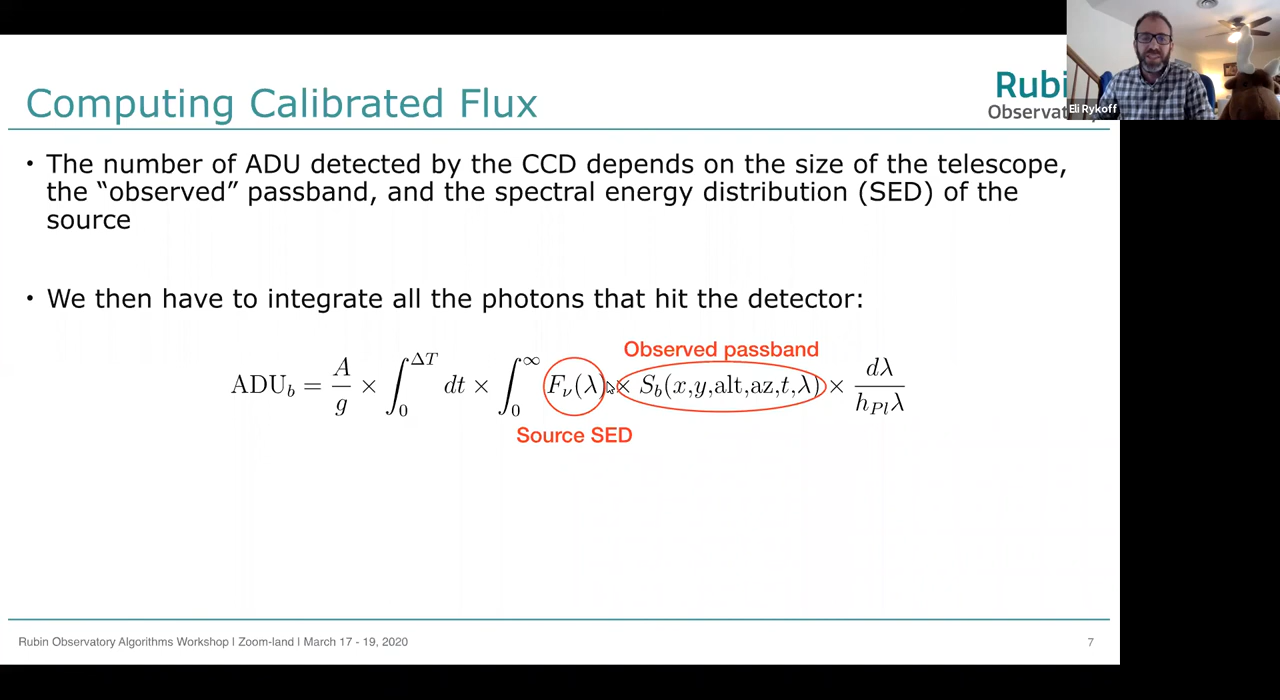 Computing Calibrated Flux
Rubi
Observat
Eli Rykoff
• The number of ADU detected by the CCD depends on the size of the telescope,
the “observed” passband, and the spectral energy distribution (SED) of the
source
• We then have to integrate all the photons that hit the detector:
Observed passband
ADU_b = A/g × ∫_0^{ΔT} dt × ∫_0^∞ F_ν(λ) × S_b(x,y,alt,az,t,λ) × dλ/(h_{Pl}λ)
Source SED
Rubin Observatory Algorithms Workshop | Zoom-land | March 17 - 19, 2020
7